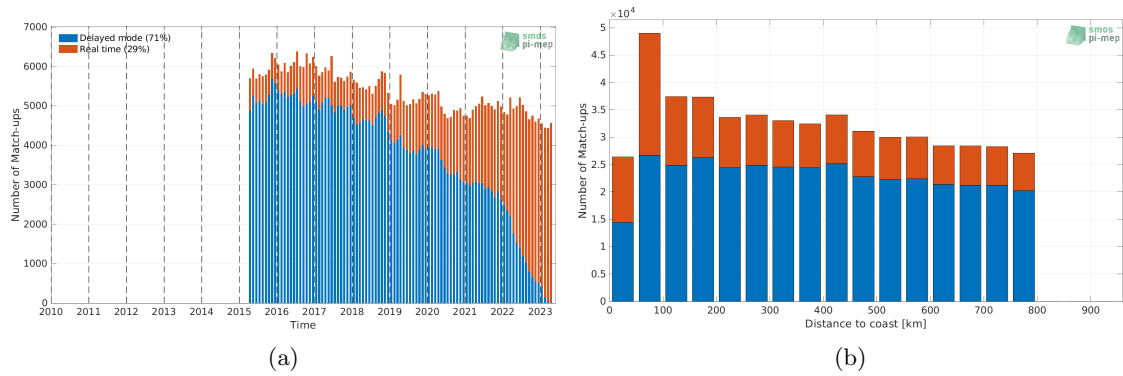 7000
6000
5000
4000
3000
2000
1000
0
Number of Match-ups
Delayed mode (71%)
Real time (29%)
smos
pi-mep
2010 2011 2012 2013 2014 2015 2016 2017 2018 2019 2020 2021 2022 2023
Time
(a)
×10⁴
5
4.5
4
3.5
3
2.5
2
1.5
1
0.5
0
Number of Match-ups
smos
pi-mep
0 100 200 300 400 500 600 700 800 900
Distance to coast [km]
(b)